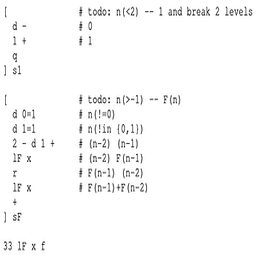 [ # todo: n(<2) -- 1 and break 2 levels
d - # 0
1 + # 1
q
] s1
[ # todo: n(>-1) -- F(n)
d 0=1 # n(!=0)
d 1=1 # n(!in {0,1})
2 - d 1 + # (n-2) (n-1)
lF x # (n-2) F(n-1)
r # F(n-1) (n-2)
lF x # F(n-1)+F(n-2)
+
] sF
33 lF x f